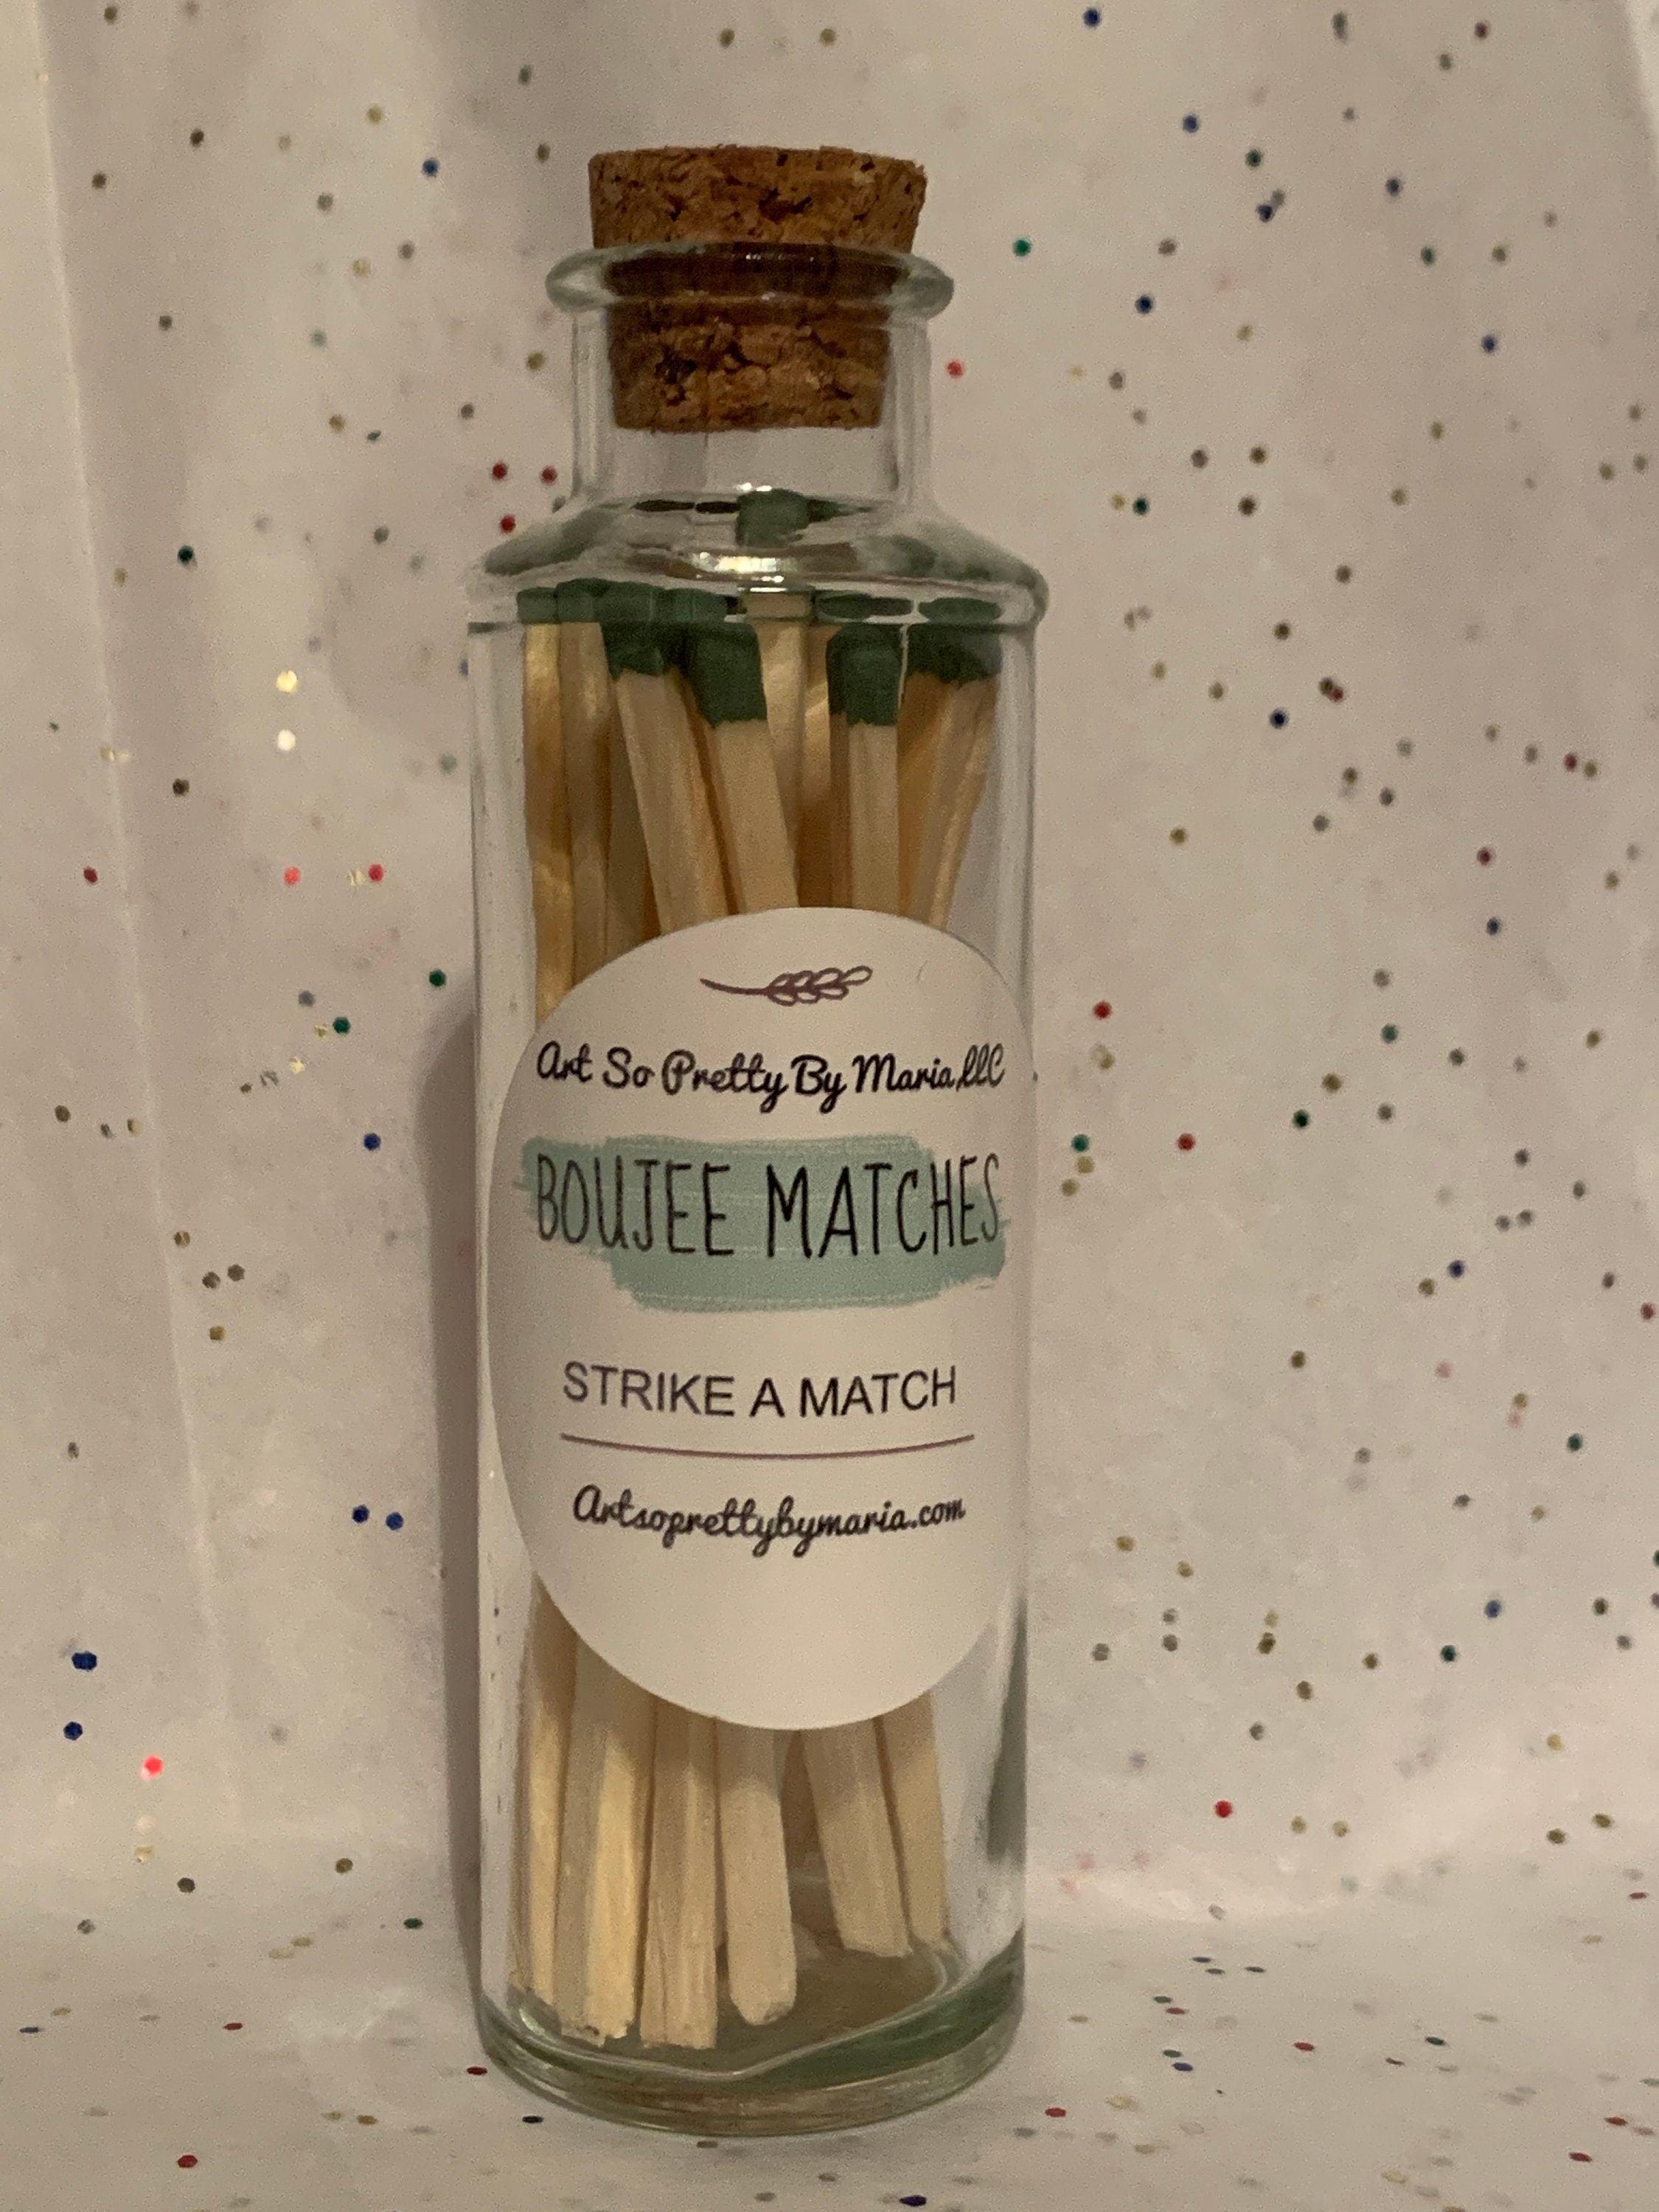 Art So Pretty By Maria,LLC
BOUJEE MATCHES
STRIKE A MATCH
Artsoprettybymaria.com